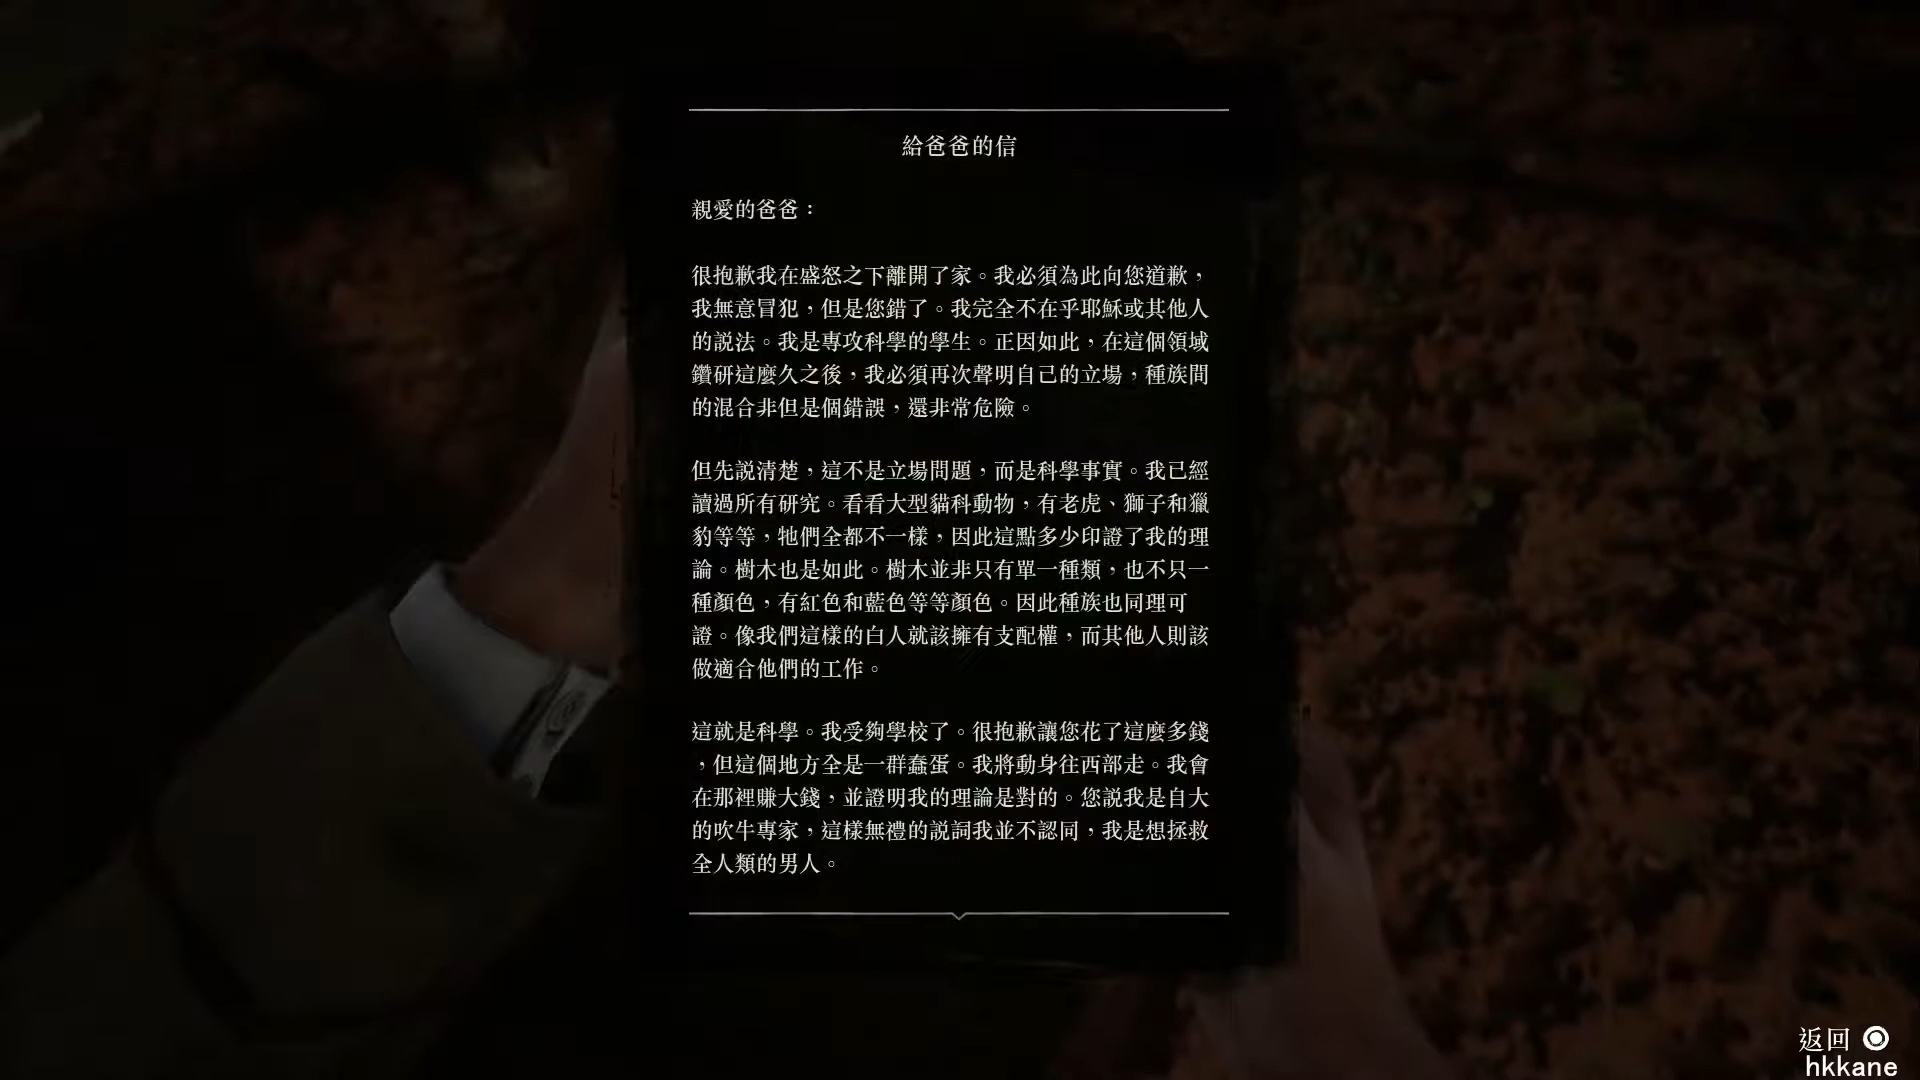 給爸爸的信
親愛的爸爸：
很抱歉我在盛怒之下離開了家。我必須為此向您道歉，
我無意冒犯，但是您錯了。我完全不在乎耶穌或其他人
的說法。我是專攻科學的學生。正因如此，在這個領域
鑽研這麼久之後，我必須再次聲明自己的立場，種族間
的混合非但是個錯誤，還非常危險。
但先說清楚，這不是立場問題，而是科學事實。我已經
讀過所有研究。看看大型貓科動物，有老虎、獅子和獵
豹等等，牠們全都不一樣，因此這點多少印證了我的理
論。樹木也是如此。樹木並非只有單一種類，也不只一
種顏色，有紅色和藍色等等顏色。因此種族也同理可
證。像我們這樣的白人就該擁有支配權，而其他人則該
做適合他們的工作。
這就是科學。我受夠學校了。很抱歉讓您花了這麼多錢
，但這個地方全是一群蠢蛋。我將動身往西部走。我會
在那裡賺大錢，並證明我的理論是對的。您說我是自大
的吹牛專家，這樣無禮的說詞我並不認同，我是想拯救
全人類的男人。
返回
hkkane